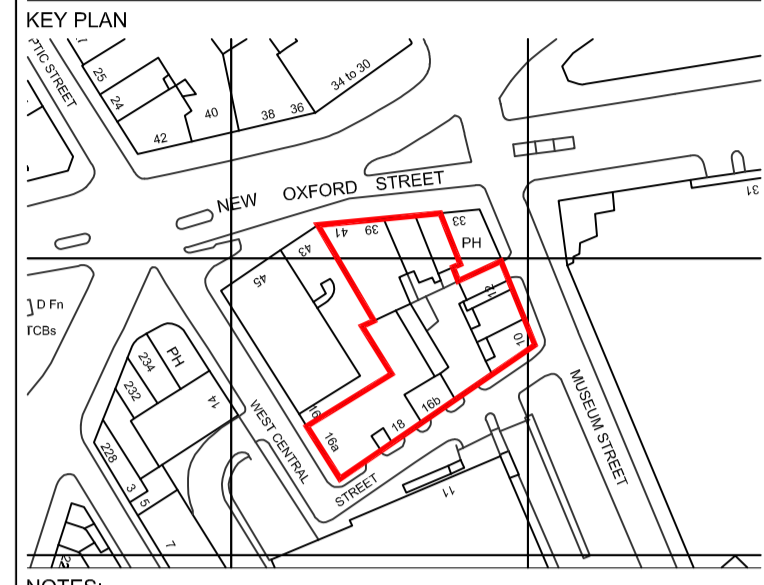 KEY PLAN
PTIC STREET
25
24
42
40
38
36
34 to 30
NEW OXFORD STREET
31
33
PH
39
41
43
45
12
10
D Fn
TCBs
234
PH
232
14
228
3
5
7
16
16a
18
16b
WEST CENTRAL
STREET
11
MUSEUM STREET
NOTES: